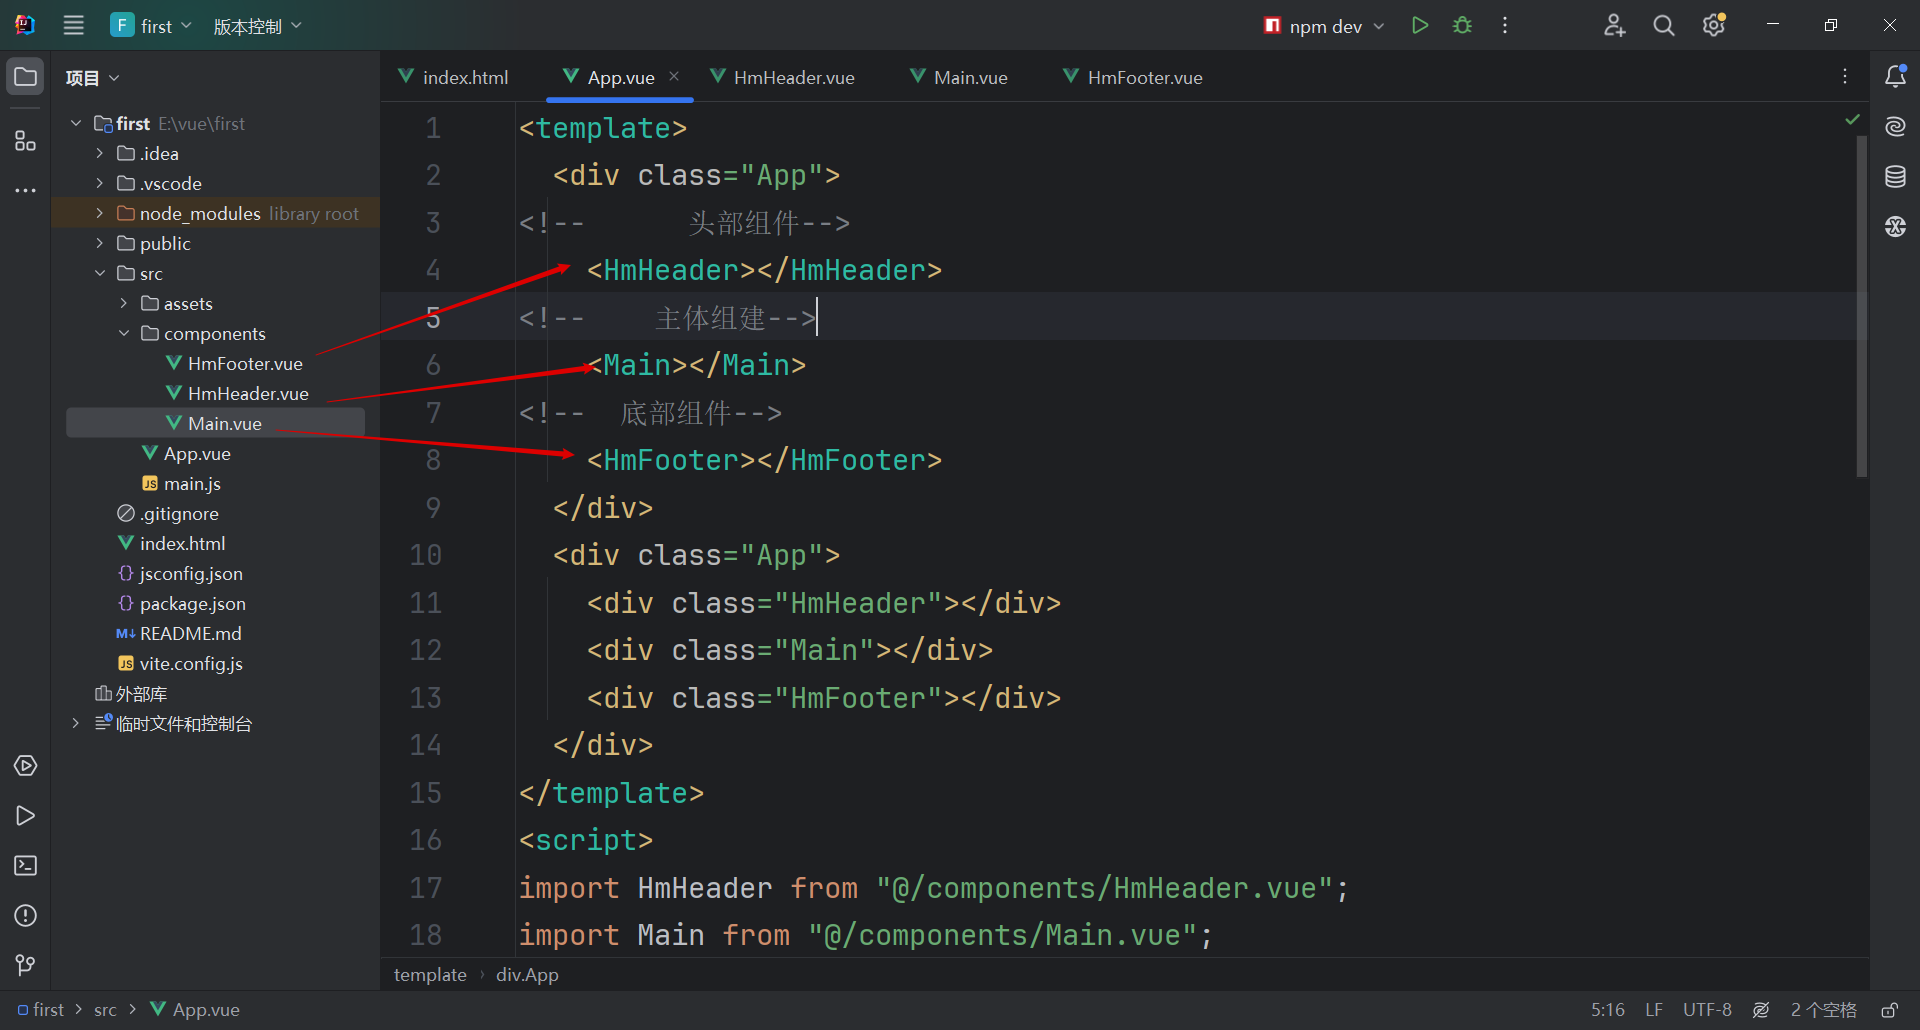 F first 版本控制 npm dev
项目
first E:\vue\first
.idea
.vscode
node_modules library root
public
src
assets
components
HmFooter.vue
HmHeader.vue
Main.vue
App.vue
JS main.js
.gitignore
index.html
{} jsconfig.json
{} package.json
M↓ README.md
JS vite.config.js
外部库
临时文件和控制台
index.html App.vue HmHeader.vue Main.vue HmFooter.vue
1 <template>
2 <div class="App">
3 <!-- 头部组件-->
4 <HmHeader></HmHeader>
5 <!-- 主体组建-->
6 <Main></Main>
7 <!-- 底部组件-->
8 <HmFooter></HmFooter>
9 </div>
10 <div class="App">
11 <div class="HmHeader"></div>
12 <div class="Main"></div>
13 <div class="HmFooter"></div>
14 </div>
15 </template>
16 <script>
17 import HmHeader from "@/components/HmHeader.vue";
18 import Main from "@/components/Main.vue";
template › div.App
first > src > App.vue 5:16 LF UTF-8 2 个空格